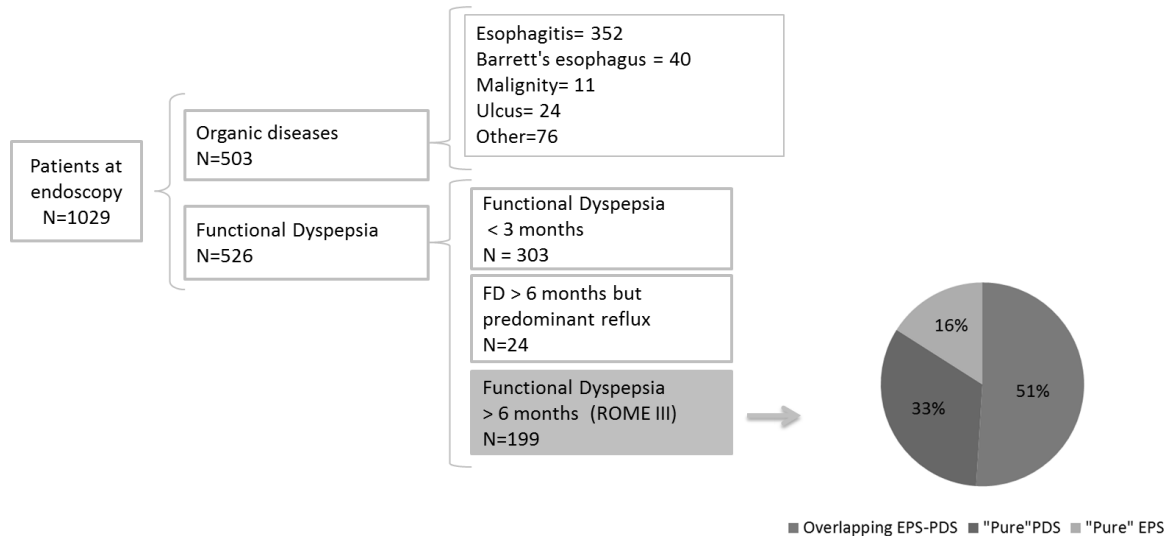 Patients at
endoscopy
N=1029
Organic diseases
N=503
Functional Dyspepsia
N=526
Esophagitis= 352
Barrett's esophagus = 40
Malignity= 11
Ulcus= 24
Other=76
Functional Dyspepsia
< 3 months
N = 303
FD > 6 months but
predominant reflux
N=24
Functional Dyspepsia
> 6 months (ROME III)
N=199
16%
51%
33%
Overlapping EPS-PDS "Pure"PDS "Pure" EPS